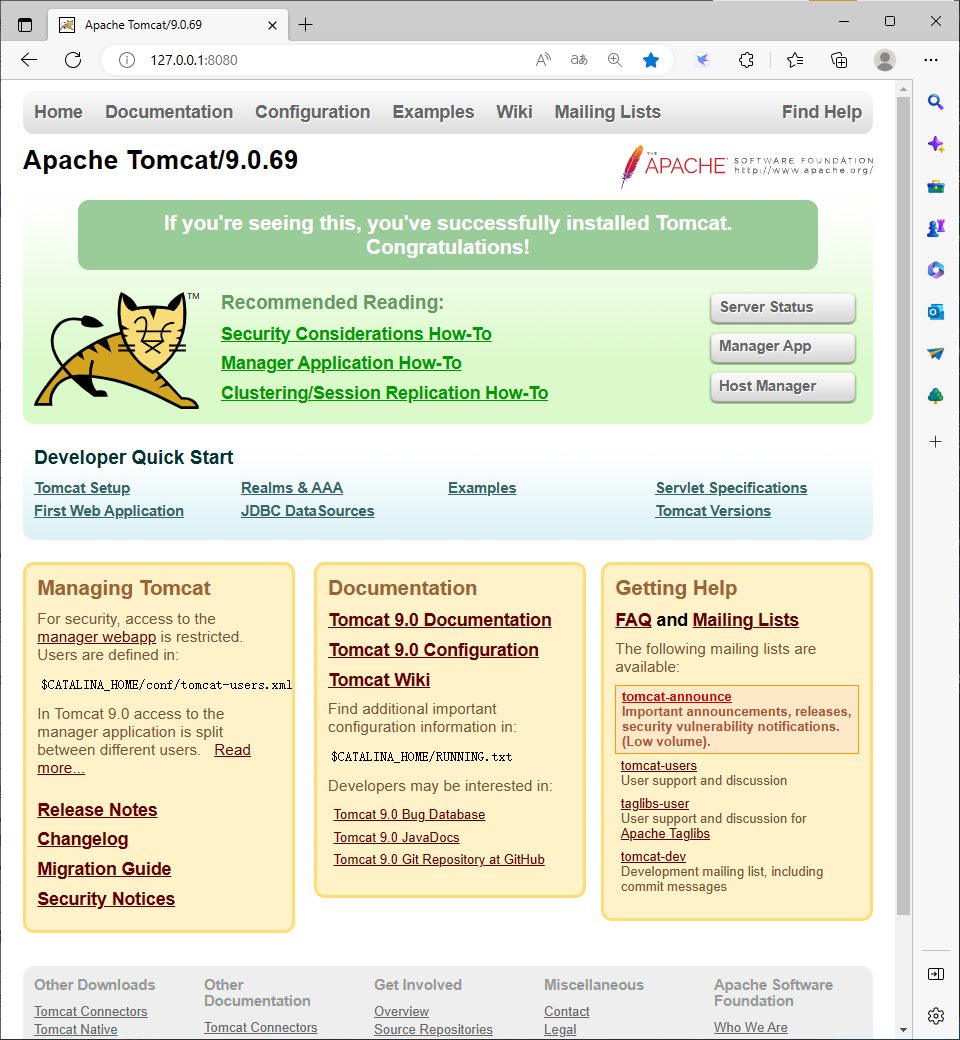 Apache Tomcat/9.0.69
127.0.0.1:8080
Home Documentation Configuration Examples Wiki Mailing Lists Find Help
Apache Tomcat/9.0.69
THE APACHE SOFTWARE FOUNDATION
http://www.apache.org/
If you're seeing this, you've successfully installed Tomcat.
Congratulations!
TM
Recommended Reading:
Security Considerations How-To
Manager Application How-To
Clustering/Session Replication How-To
Server Status
Manager App
Host Manager
Developer Quick Start
Tomcat Setup
First Web Application
Realms & AAA
JDBC DataSources
Examples
Servlet Specifications
Tomcat Versions
Managing Tomcat
For security, access to the
manager webapp is restricted.
Users are defined in:
$CATALINA_HOME/conf/tomcat-users.xml
In Tomcat 9.0 access to the
manager application is split
between different users. Read
more...
Release Notes
Changelog
Migration Guide
Security Notices
Documentation
Tomcat 9.0 Documentation
Tomcat 9.0 Configuration
Tomcat Wiki
Find additional important
configuration information in:
$CATALINA_HOME/RUNNING.txt
Developers may be interested in:
Tomcat 9.0 Bug Database
Tomcat 9.0 JavaDocs
Tomcat 9.0 Git Repository at GitHub
Getting Help
FAQ and Mailing Lists
The following mailing lists are
available:
tomcat-announce
Important announcements, releases,
security vulnerability notifications.
(Low volume).
tomcat-users
User support and discussion
taglibs-user
User support and discussion for
Apache Taglibs
tomcat-dev
Development mailing list, including
commit messages
Other Downloads
Tomcat Connectors
Tomcat Native
Other
Documentation
Tomcat Connectors
Get Involved
Overview
Source Repositories
Miscellaneous
Contact
Legal
Apache Software
Foundation
Who We Are